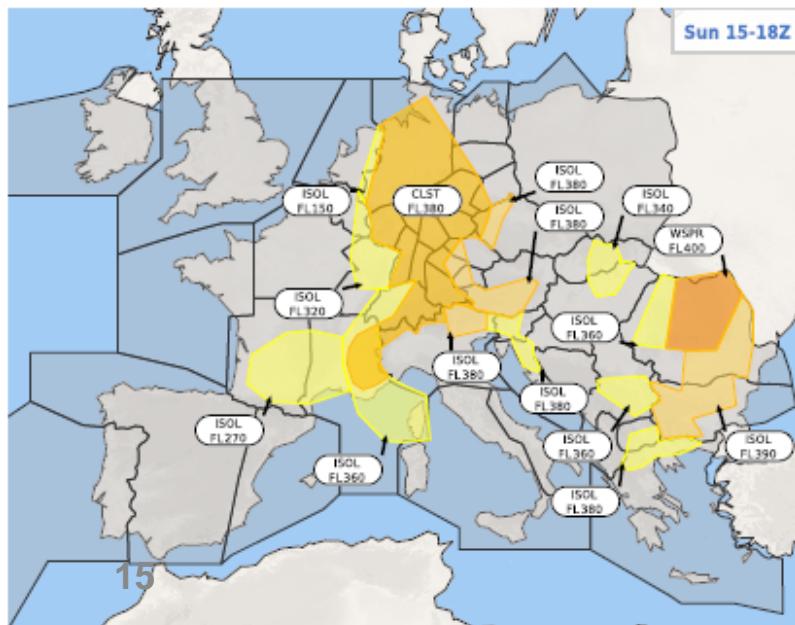 Sun 15-18Z
ISOL
FL380
ISOL
FL150
CLST
FL380
ISOL
FL340
ISOL
FL380
WSPR
FL400
ISOL
FL320
ISOL
FL360
ISOL
FL380
ISOL
FL380
ISOL
FL270
ISOL
FL360
ISOL
FL390
ISOL
FL360
ISOL
FL380
15